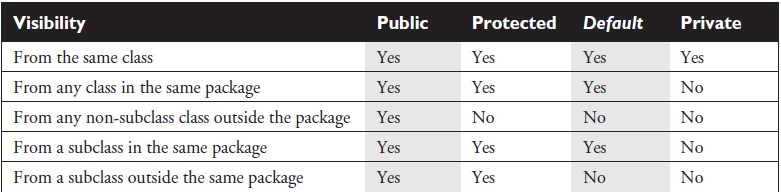 Visibility Public Protected Default Private
From the same class Yes Yes Yes Yes
From any class in the same package Yes Yes Yes No
From any non-subclass class outside the package Yes No No No
From a subclass in the same package Yes Yes Yes No
From a subclass outside the same package Yes Yes No No